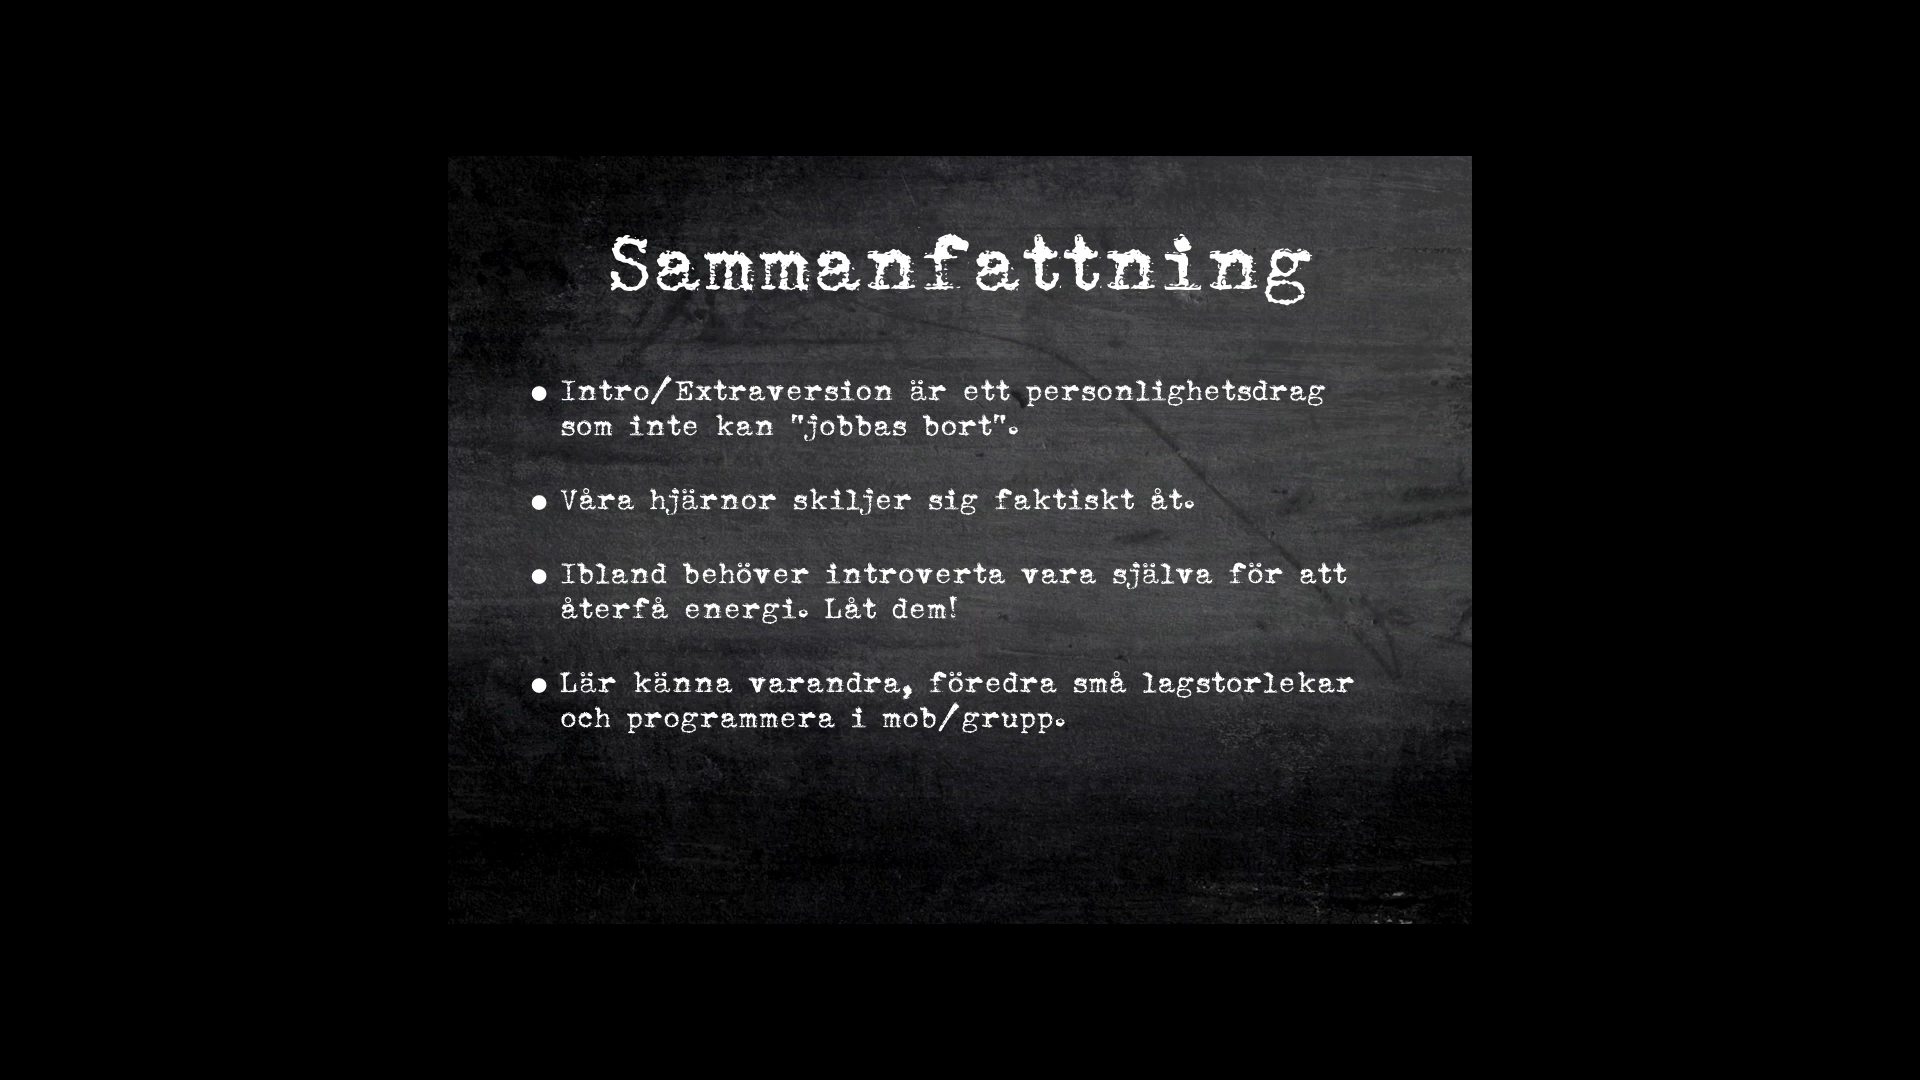 Sammanfattning
● Intro/Extraversion är ett personlighetsdrag
som inte kan "jobbas bort".
● Våra hjärnor skiljer sig faktiskt åt.
● Ibland behöver introverta vara själva för att
återfå energi. Låt dem!
● Lär känna varandra, föredra små lagstorlekar
och programmera i mob/grupp.